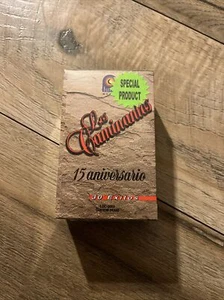 SPECIAL
PRODUCT
Los
Caminantes
15 aniversario
30 EXITOS